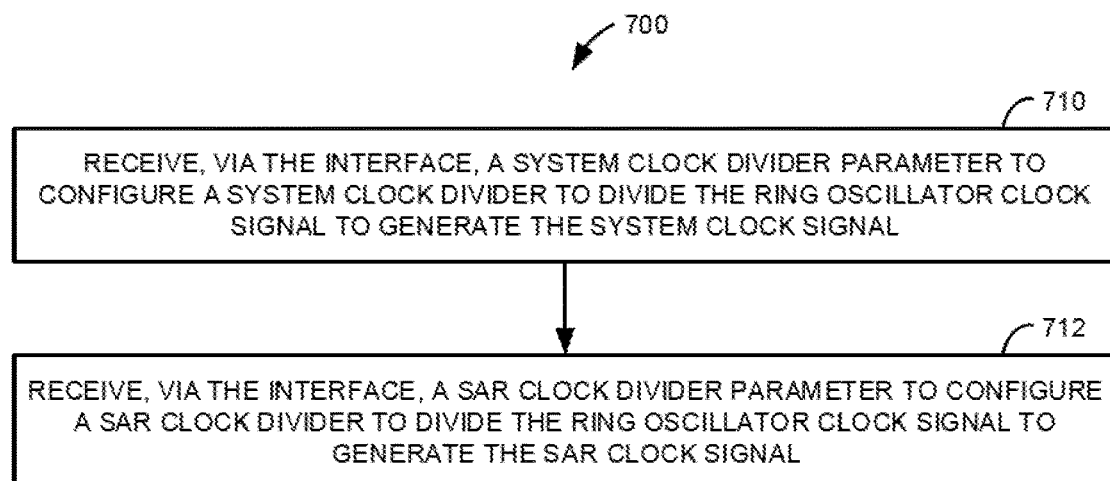 700
710
RECEIVE, VIA THE INTERFACE, A SYSTEM CLOCK DIVIDER PARAMETER TO
CONFIGURE A SYSTEM CLOCK DIVIDER TO DIVIDE THE RING OSCILLATOR CLOCK
SIGNAL TO GENERATE THE SYSTEM CLOCK SIGNAL
712
RECEIVE, VIA THE INTERFACE, A SAR CLOCK DIVIDER PARAMETER TO CONFIGURE
A SAR CLOCK DIVIDER TO DIVIDE THE RING OSCILLATOR CLOCK SIGNAL TO
GENERATE THE SAR CLOCK SIGNAL